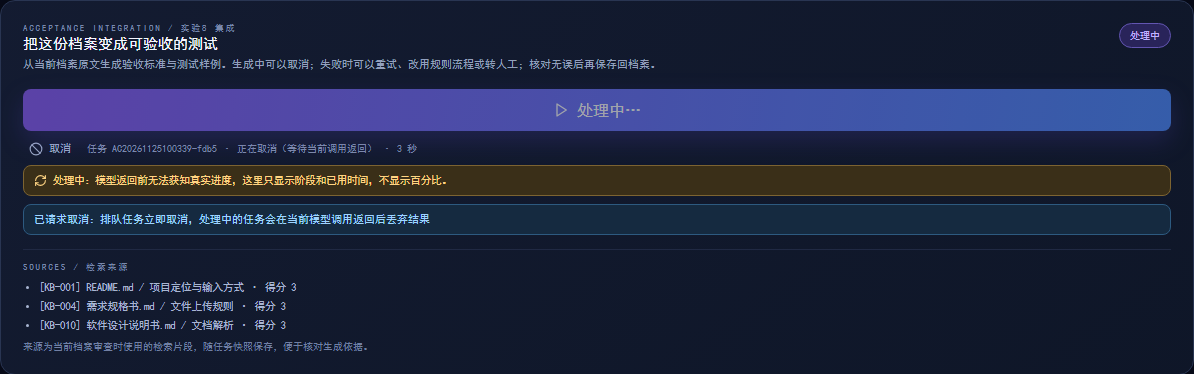 ACCEPTANCE INTEGRATION / 实验8 集成
把这份档案变成可验收的测试
处理中
从当前档案原文生成验收标准与测试样例。生成中可以取消；失败时可以重试、改用规则流程或转人工；核对无误后再保存回档案。
处理中…
取消 任务 AC20261125100339-fdb5 · 正在取消（等待当前调用返回） · 3 秒
处理中：模型返回前无法获知真实进度，这里只显示阶段和已用时间，不显示百分比。
已请求取消：排队任务立即取消，处理中的任务会在当前模型调用返回后丢弃结果
SOURCES / 检索来源
• [KB-001] README.md / 项目定位与输入方式 · 得分 3
• [KB-004] 需求规格书.md / 文件上传规则 · 得分 3
• [KB-010] 软件设计说明书.md / 文档解析 · 得分 3
来源为当前档案审查时使用的检索片段，随任务快照保存，便于核对生成依据。